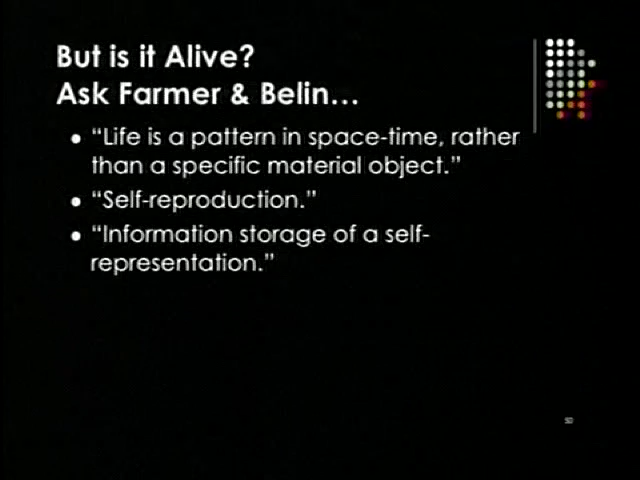 But is it Alive?
Ask Farmer & Belin...
• “Life is a pattern in space-time, rather
than a specific material object.”
• “Self-reproduction.”
• “Information storage of a self-
representation.”